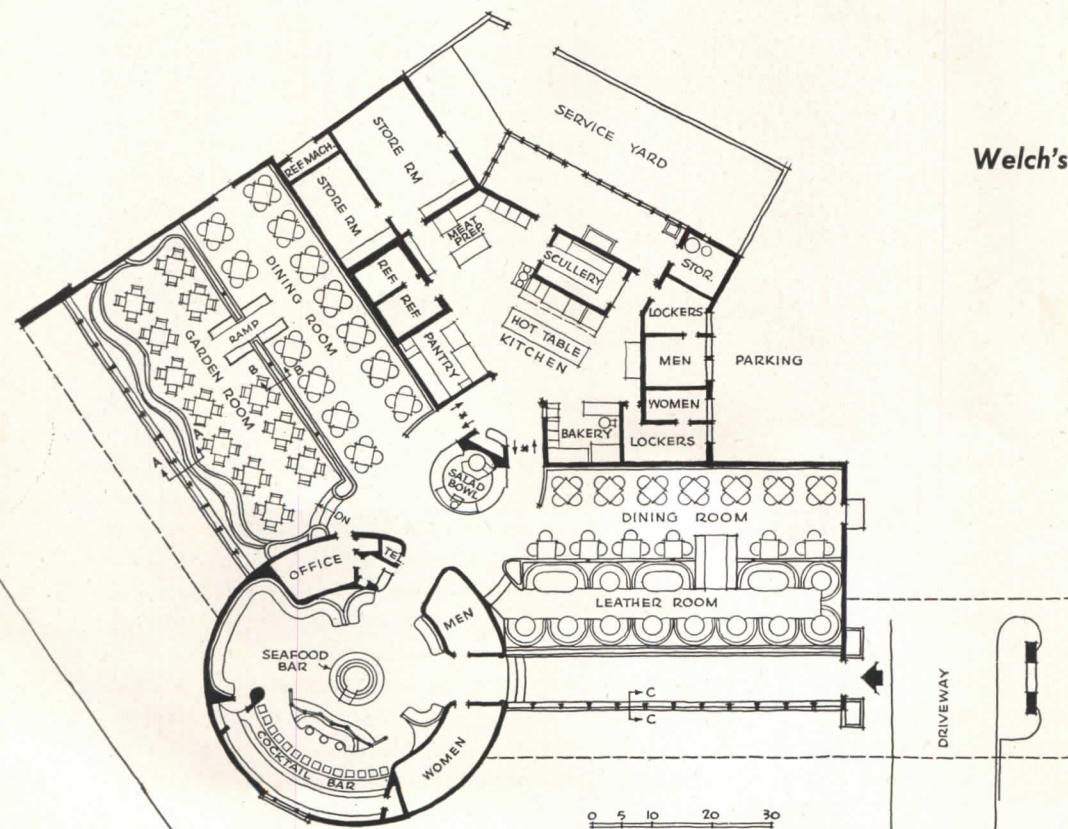 Welch's
SERVICE YARD
STORE RM
REF. MACH.
STORE RM
MEAT PREP.
SCULLERY
STOR.
REF.
REF.
LOCKERS
HOT TABLE
KITCHEN
PANTRY
MEN
PARKING
WOMEN
LOCKERS
BAKERY
DINING ROOM
RAMP
GARDEN ROOM
B
B
A
A
SALAD
BOWL
DN
DINING ROOM
OFFICE
TEL
LEATHER ROOM
MEN
SEAFOOD
BAR
C
C
COCKTAIL BAR
WOMEN
DRIVEWAY
0 5 10 20 30